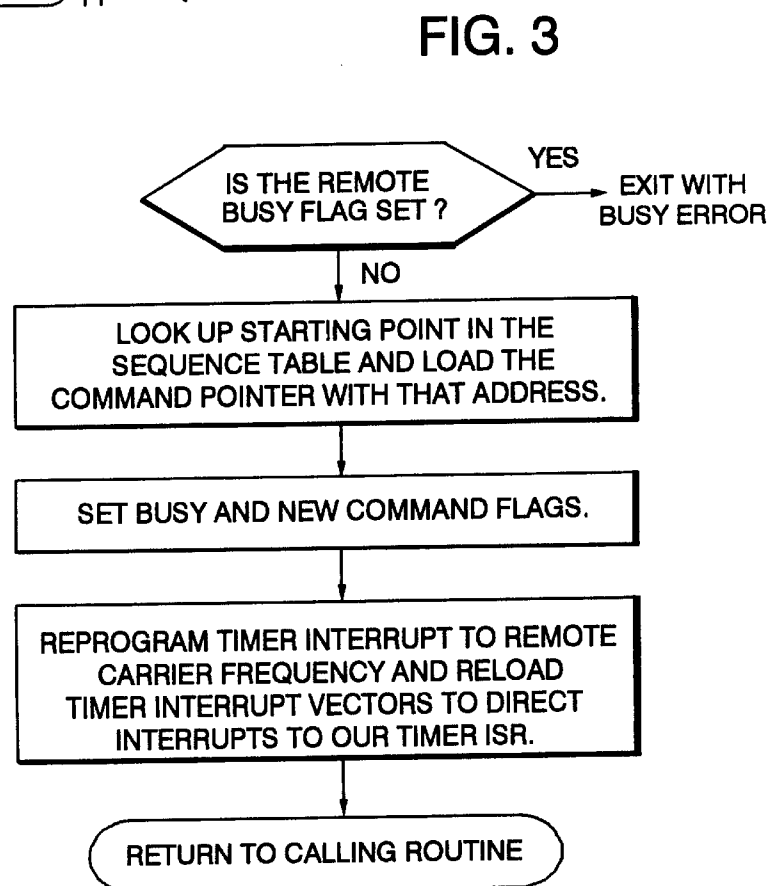 FIG. 3
IS THE REMOTE
BUSY FLAG SET ?
YES
EXIT WITH
BUSY ERROR
NO
LOOK UP STARTING POINT IN THE
SEQUENCE TABLE AND LOAD THE
COMMAND POINTER WITH THAT ADDRESS.
SET BUSY AND NEW COMMAND FLAGS.
REPROGRAM TIMER INTERRUPT TO REMOTE
CARRIER FREQUENCY AND RELOAD
TIMER INTERRUPT VECTORS TO DIRECT
INTERRUPTS TO OUR TIMER ISR.
RETURN TO CALLING ROUTINE